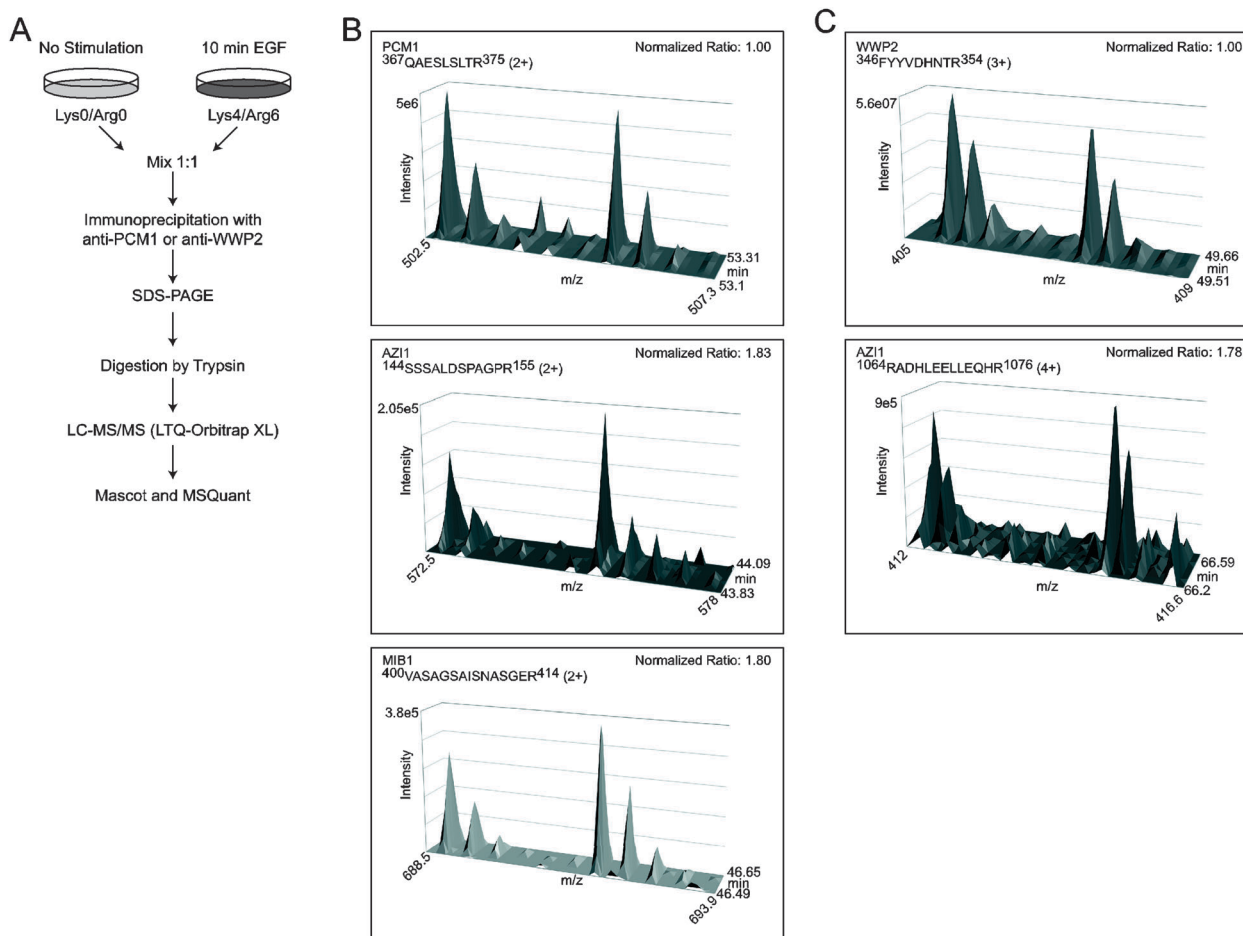 A
No Stimulation
10 min EGF
Lys0/Arg0
Lys4/Arg6
Mix 1:1
Immunoprecipitation with
anti-PCM1 or anti-WWP2
SDS-PAGE
Digestion by Trypsin
LC-MS/MS (LTQ-Orbitrap XL)
Mascot and MSQuant
B
PCM1
Normalized Ratio: 1.00
367QAESLSLTR375 (2+)
5e6
Intensity
502.5
m/z
507.3
53.31
min
53.1
AZI1
Normalized Ratio: 1.83
144SSSALDSPAGPR155 (2+)
2.05e5
Intensity
572.5
m/z
578
44.09
min
43.83
MIB1
Normalized Ratio: 1.80
400VASAGSAISNASGER414 (2+)
3.8e5
Intensity
688.5
m/z
693.9
46.65
min
46.49
C
WWP2
Normalized Ratio: 1.00
346FYYVDHNTR354 (3+)
5.6e07
Intensity
405
m/z
409
49.66
min
49.51
AZI1
Normalized Ratio: 1.78
1064RADHLEELLEQHR1076 (4+)
9e5
Intensity
412
m/z
416.6
66.59
min
66.2